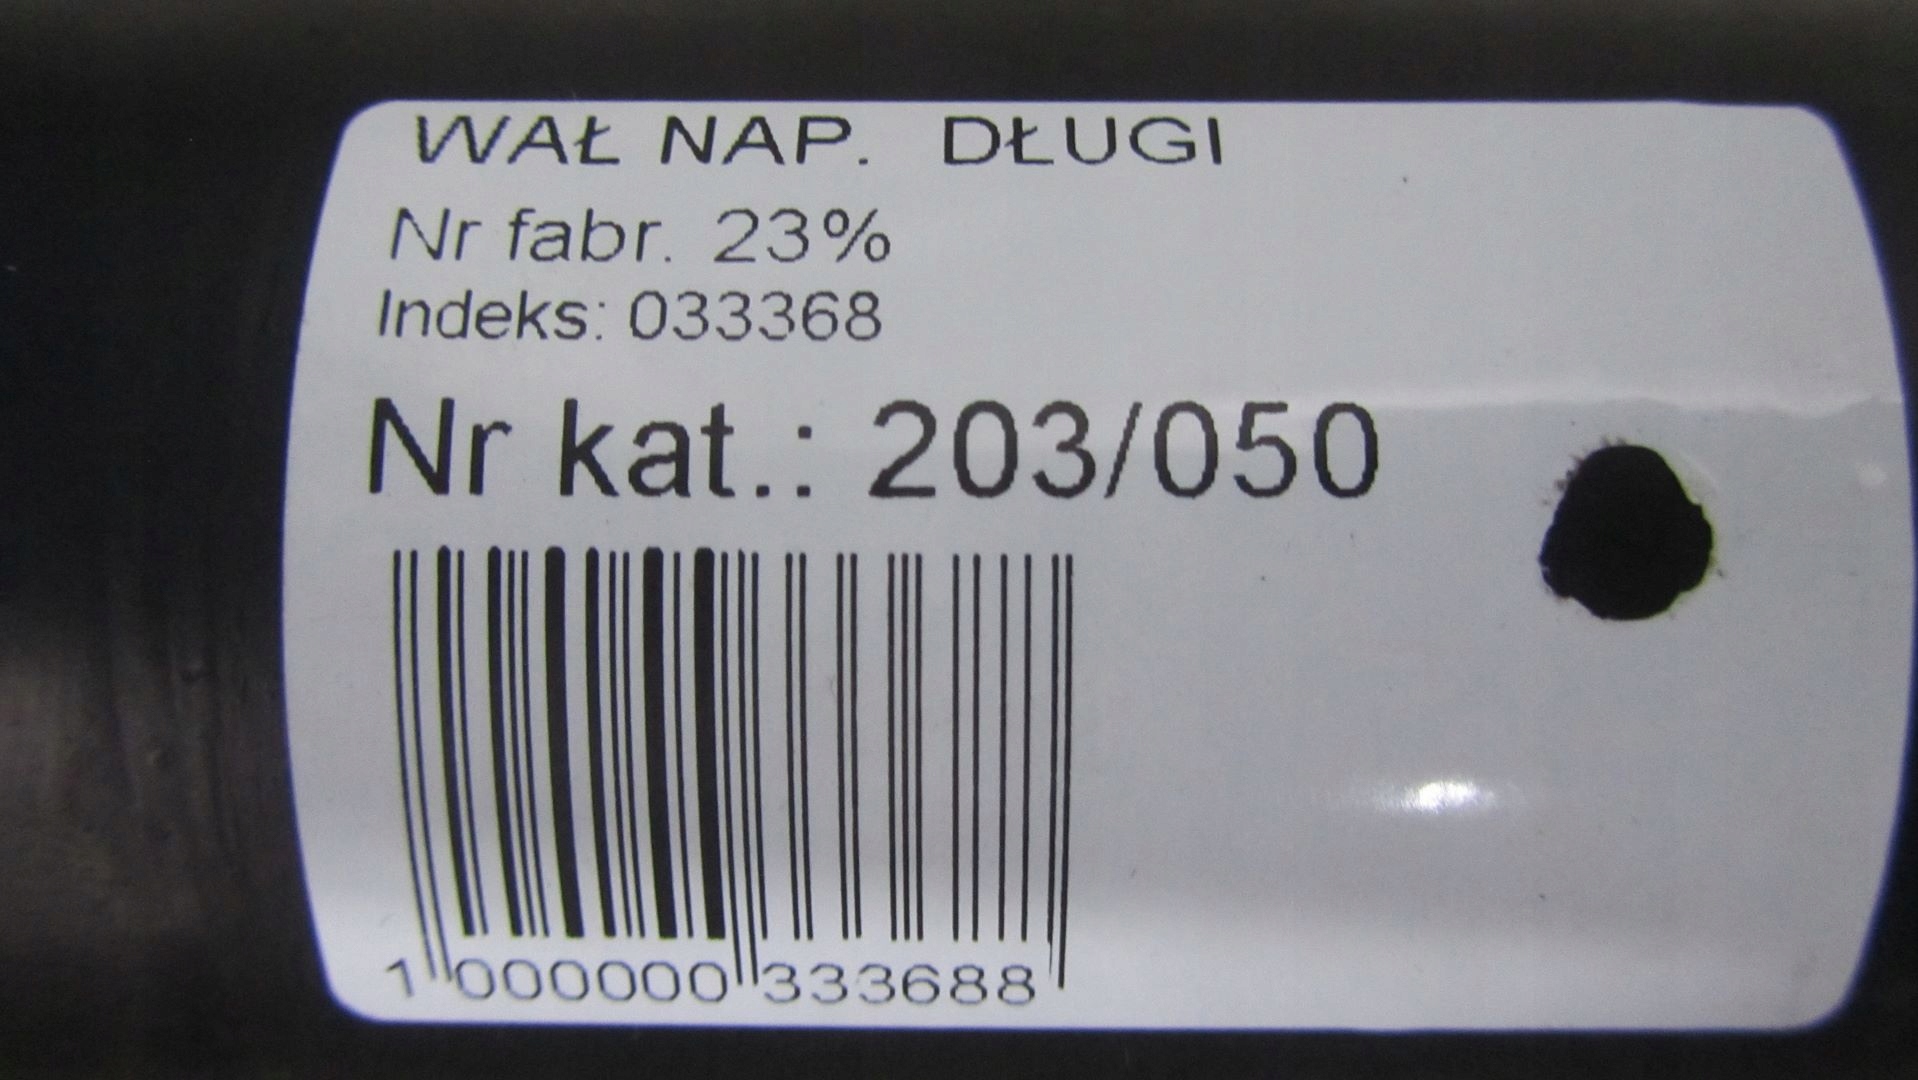 WAŁ NAP. DŁUGI
Nr fabr. 23%
Indeks: 033368
Nr kat.: 203/050
1 000000 333688